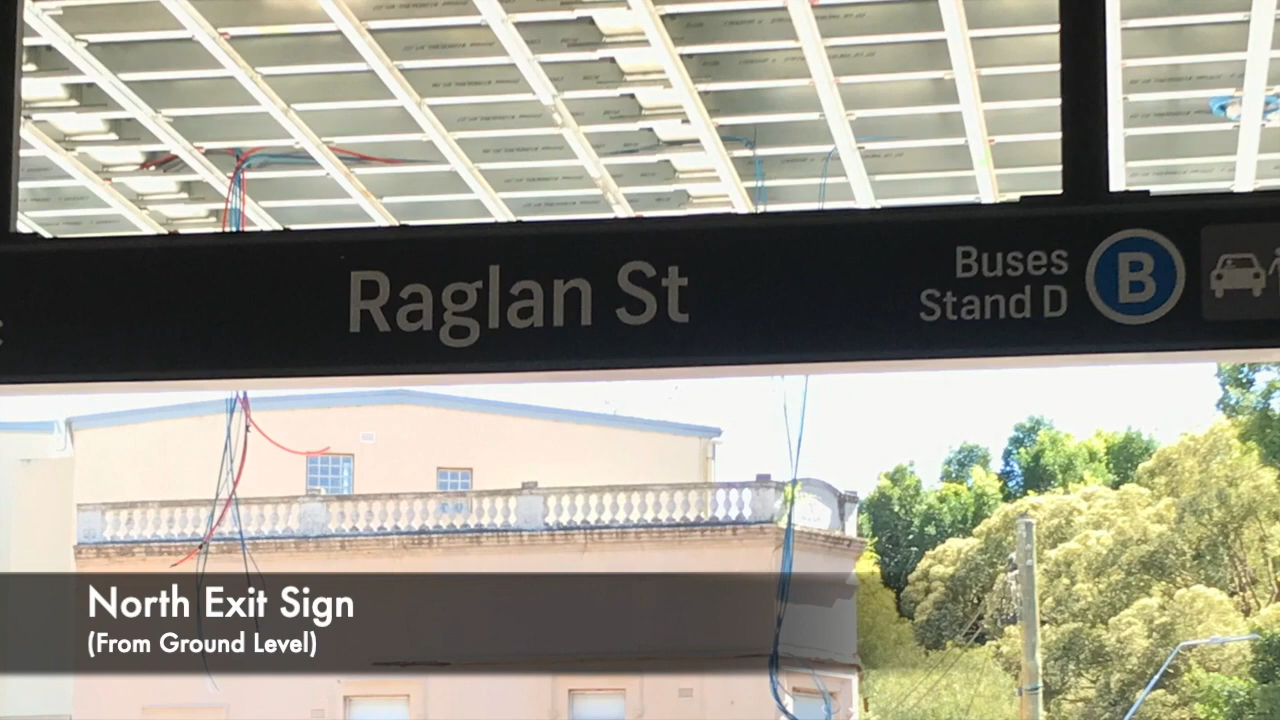 Raglan St
Buses
Stand D
B
North Exit Sign
(From Ground Level)